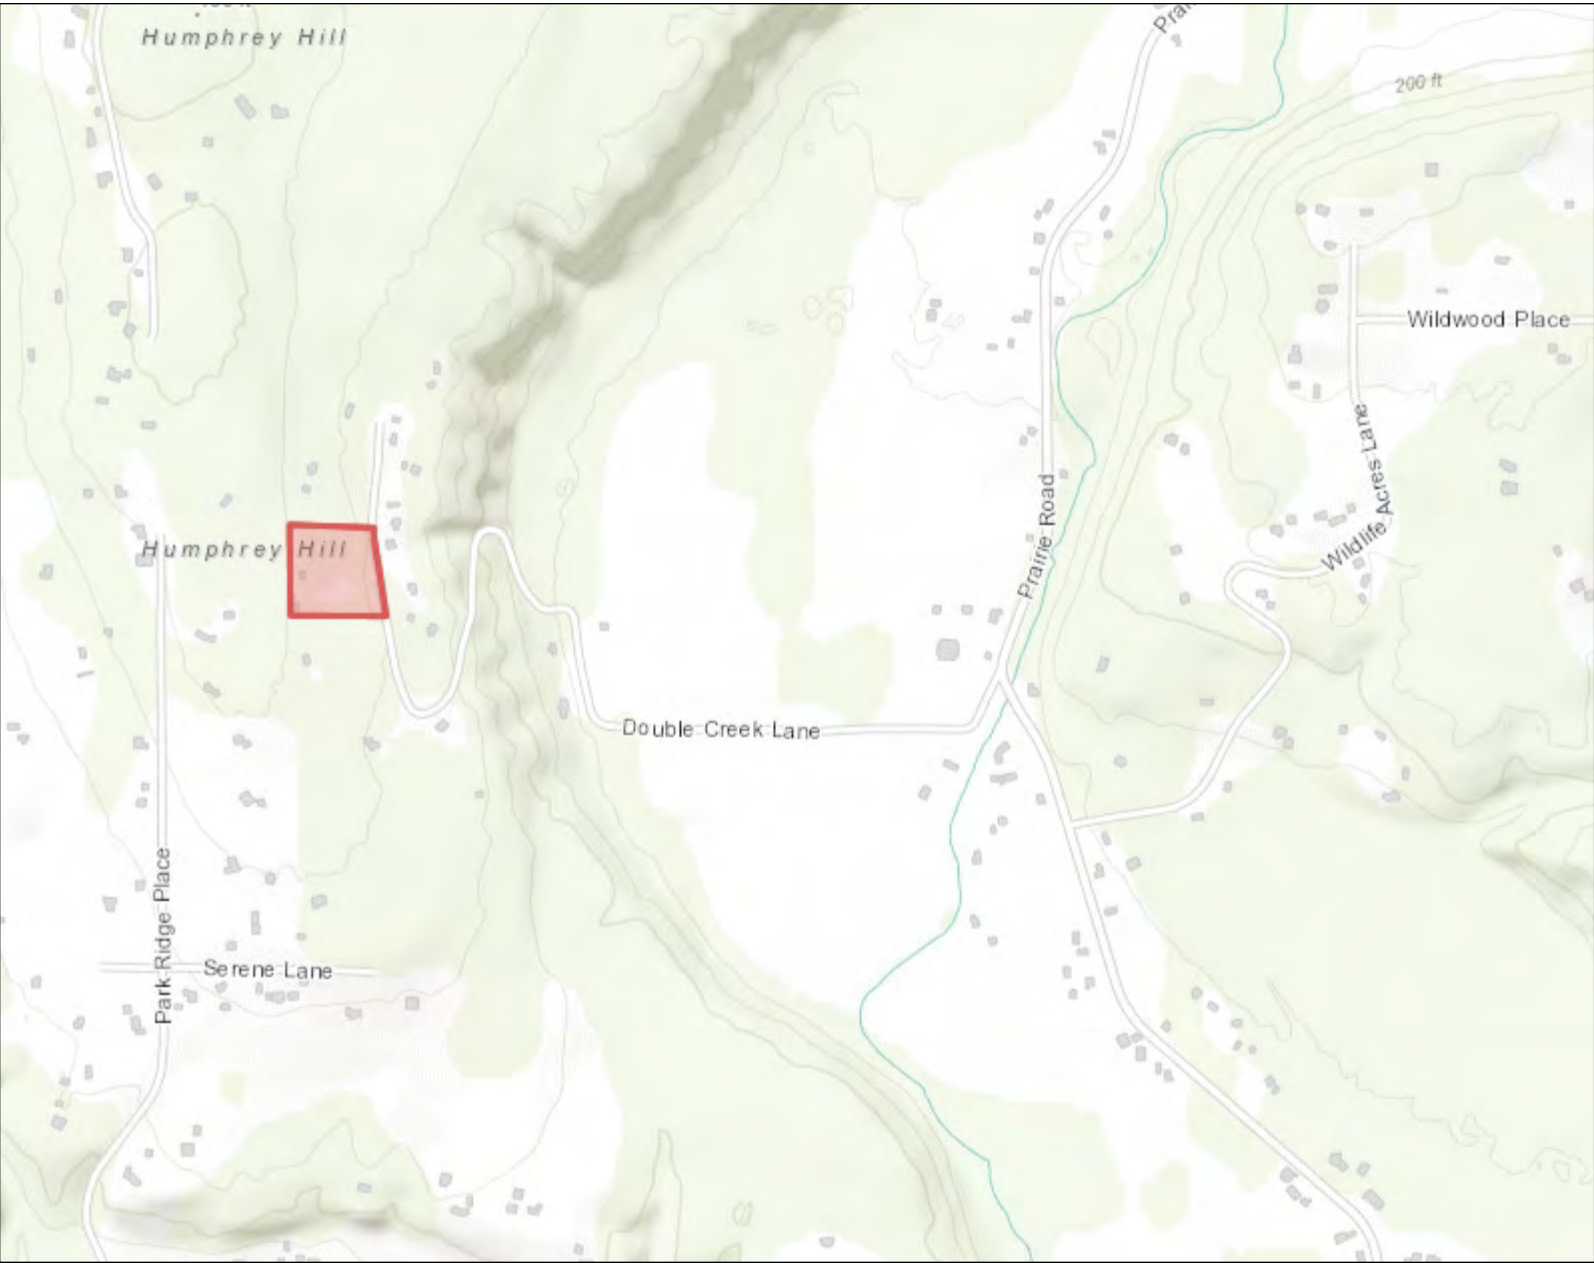 Humphrey Hill
200 ft
Wildwood Place
Wildlife Acres Lane
Prairie Road
Humphrey Hill
Double Creek Lane
Park Ridge Place
Serene Lane